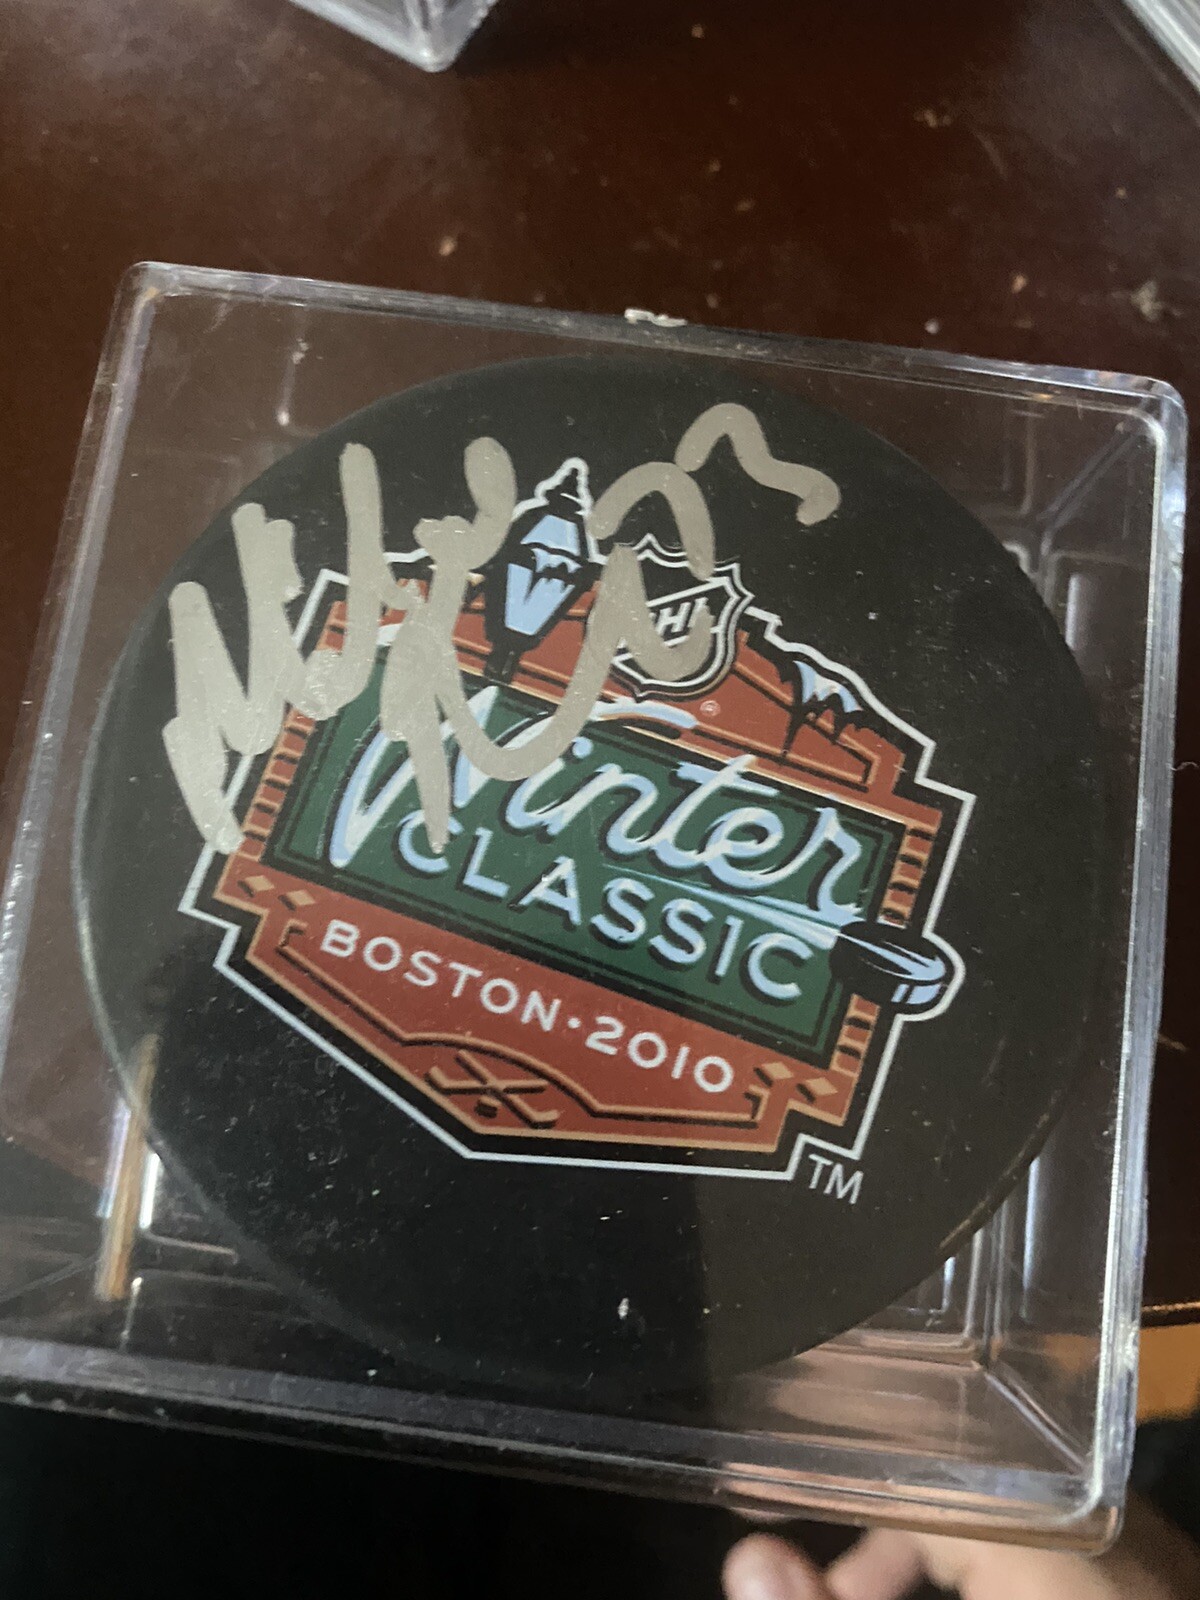 NHL
®
Winter
CLASSIC
BOSTON·2010
TM